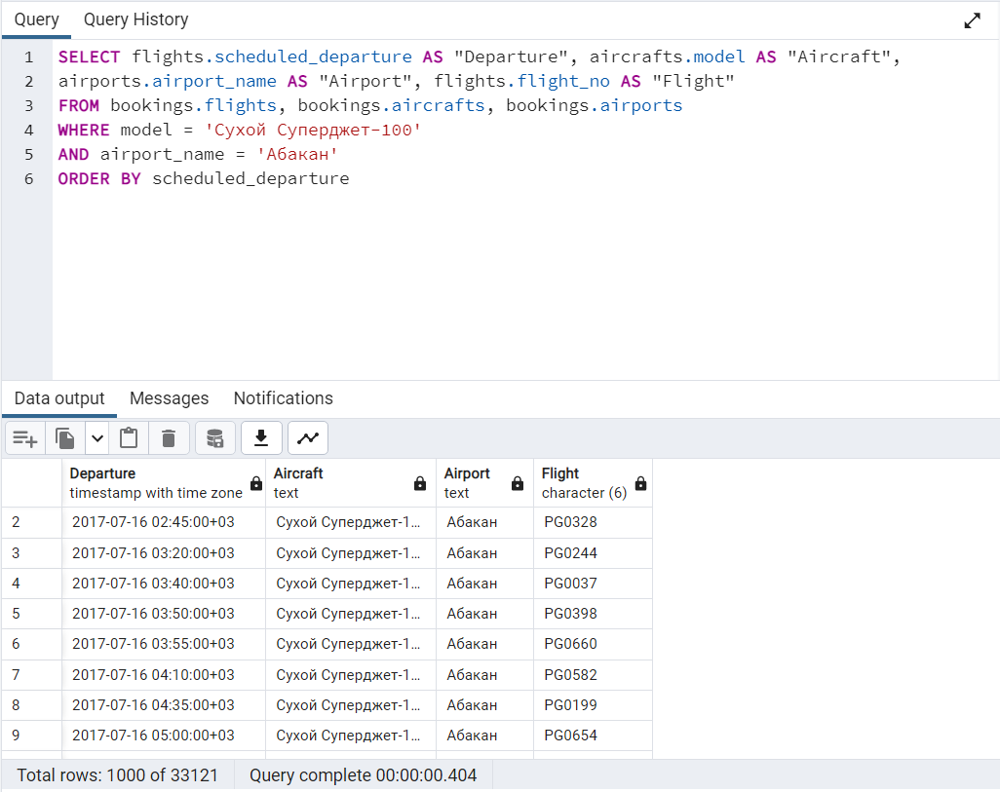 Query Query History
1 SELECT flights.scheduled_departure AS "Departure", aircrafts.model AS "Aircraft",
2 airports.airport_name AS "Airport", flights.flight_no AS "Flight"
3 FROM bookings.flights, bookings.aircrafts, bookings.airports
4 WHERE model = 'Сухой Суперджет-100'
5 AND airport_name = 'Абакан'
6 ORDER BY scheduled_departure
Data output Messages Notifications
Departure Aircraft Airport Flight
timestamp with time zone text text character (6)
2 2017-07-16 02:45:00+03 Сухой Суперджет-1... Абакан PG0328
3 2017-07-16 03:20:00+03 Сухой Суперджет-1... Абакан PG0244
4 2017-07-16 03:40:00+03 Сухой Суперджет-1... Абакан PG0037
5 2017-07-16 03:50:00+03 Сухой Суперджет-1... Абакан PG0398
6 2017-07-16 03:55:00+03 Сухой Суперджет-1... Абакан PG0660
7 2017-07-16 04:10:00+03 Сухой Суперджет-1... Абакан PG0582
8 2017-07-16 04:35:00+03 Сухой Суперджет-1... Абакан PG0199
9 2017-07-16 05:00:00+03 Сухой Суперджет-1... Абакан PG0654
Total rows: 1000 of 33121 Query complete 00:00:00.404